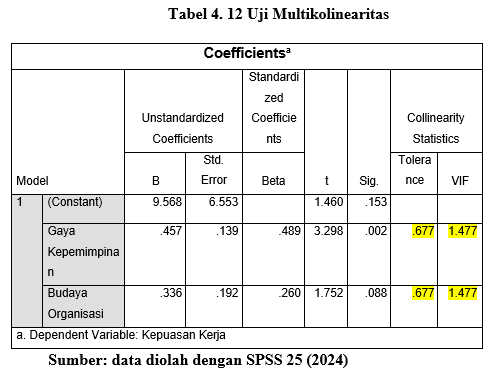 Tabel 4. 12 Uji Multikolinearitas
Coefficientsa
Model Unstandardized Coefficients Standardized Coefficients t Sig. Collinearity Statistics
B Std. Error Beta Tolerance VIF
1 (Constant) 9.568 6.553 1.460 .153
Gaya Kepemimpinan .457 .139 .489 3.298 .002 .677 1.477
Budaya Organisasi .336 .192 .260 1.752 .088 .677 1.477
a. Dependent Variable: Kepuasan Kerja
Sumber: data diolah dengan SPSS 25 (2024)